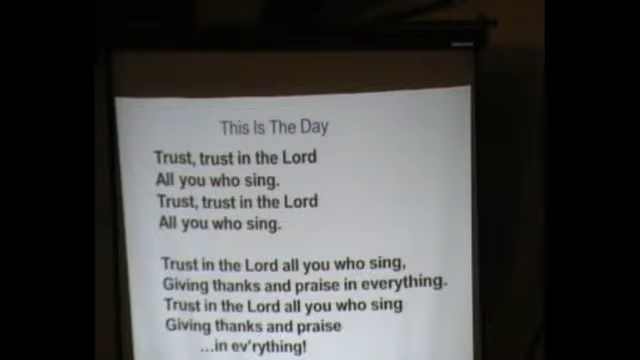 This Is The Day
Trust, trust in the Lord
All you who sing.
Trust, trust in the Lord
All you who sing.
Trust in the Lord all you who sing,
Giving thanks and praise in everything.
Trust in the Lord all you who sing
Giving thanks and praise
...in ev'rything!